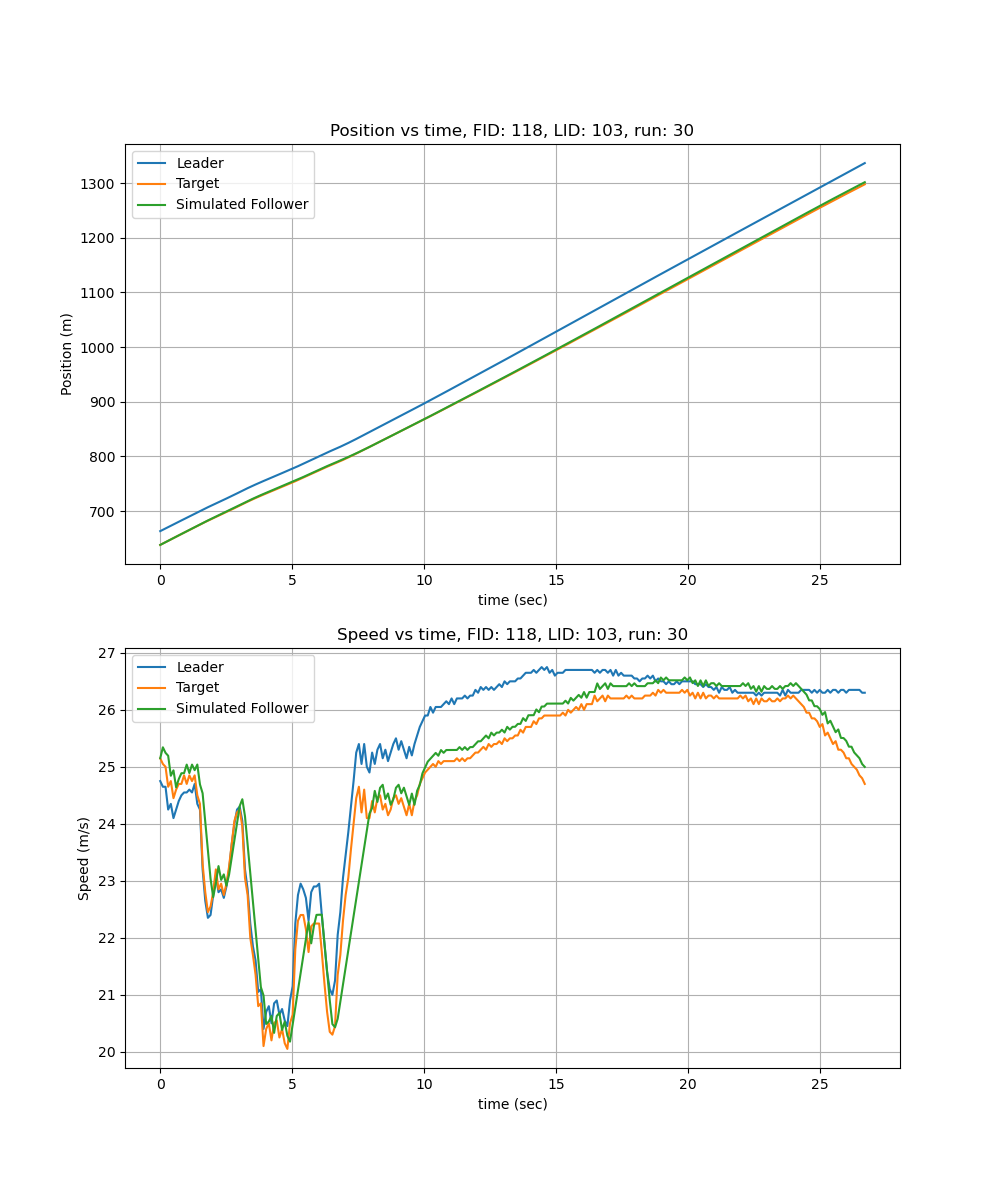 Position vs time, FID: 118, LID: 103, run: 30
Leader
Target
Simulated Follower
1300
1200
1100
1000
900
800
700
Position (m)
0 5 10 15 20 25
time (sec)
Speed vs time, FID: 118, LID: 103, run: 30
Leader
Target
Simulated Follower
27
26
25
24
23
22
21
20
Speed (m/s)
0 5 10 15 20 25
time (sec)